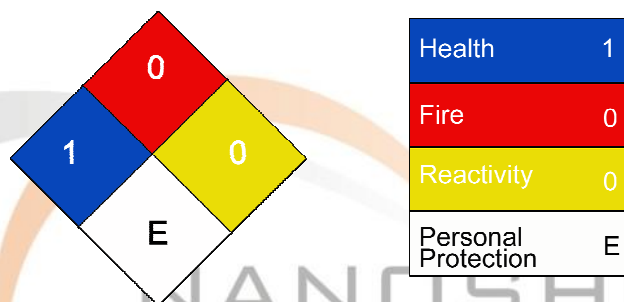 0
1
0
E
Health 1
Fire 0
Reactivity 0
Personal
Protection E
NANOSH